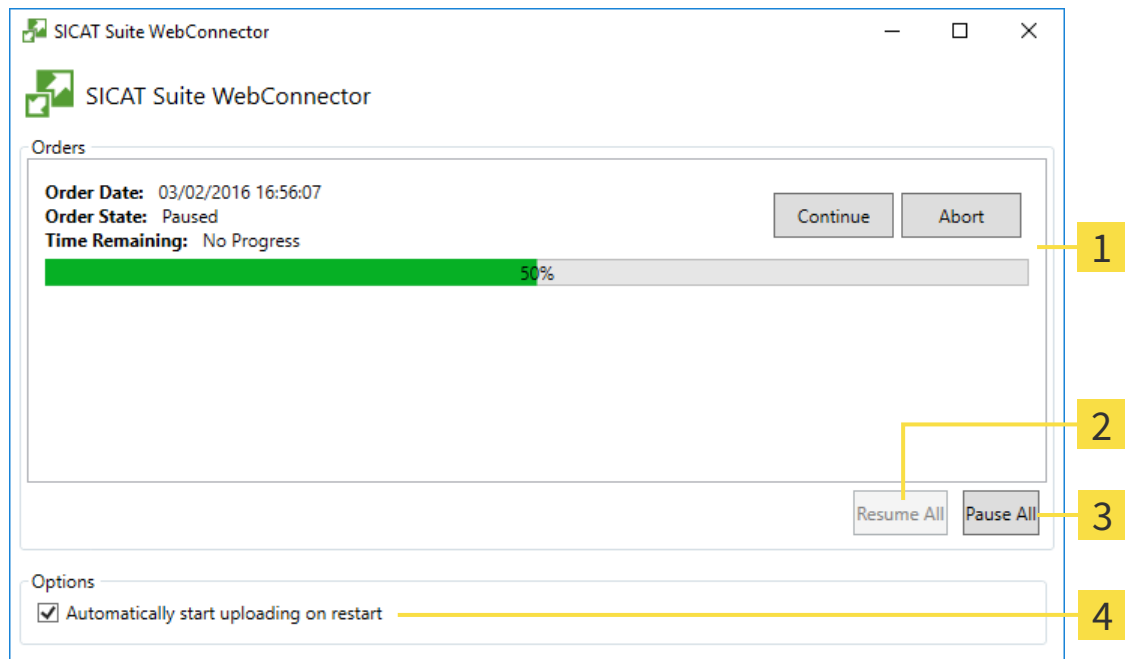 SICAT Suite WebConnector
SICAT Suite WebConnector
Orders
Order Date: 03/02/2016 16:56:07
Order State: Paused
Time Remaining: No Progress
Continue Abort
1
50%
2
Resume All Pause All
3
Options
Automatically start uploading on restart
4